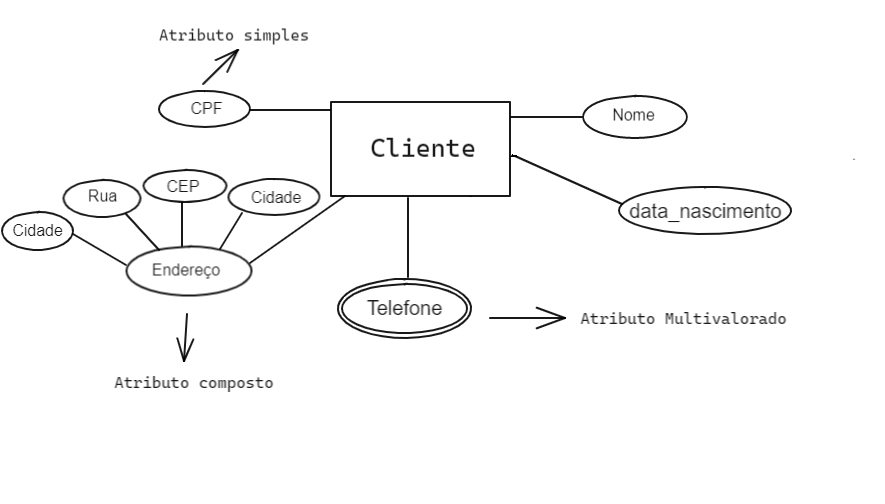 Atributo simples
CPF
Cliente
Nome
Rua
CEP
Cidade
Cidade
data_nascimento
Endereço
Telefone
Atributo Multivalorado
Atributo composto